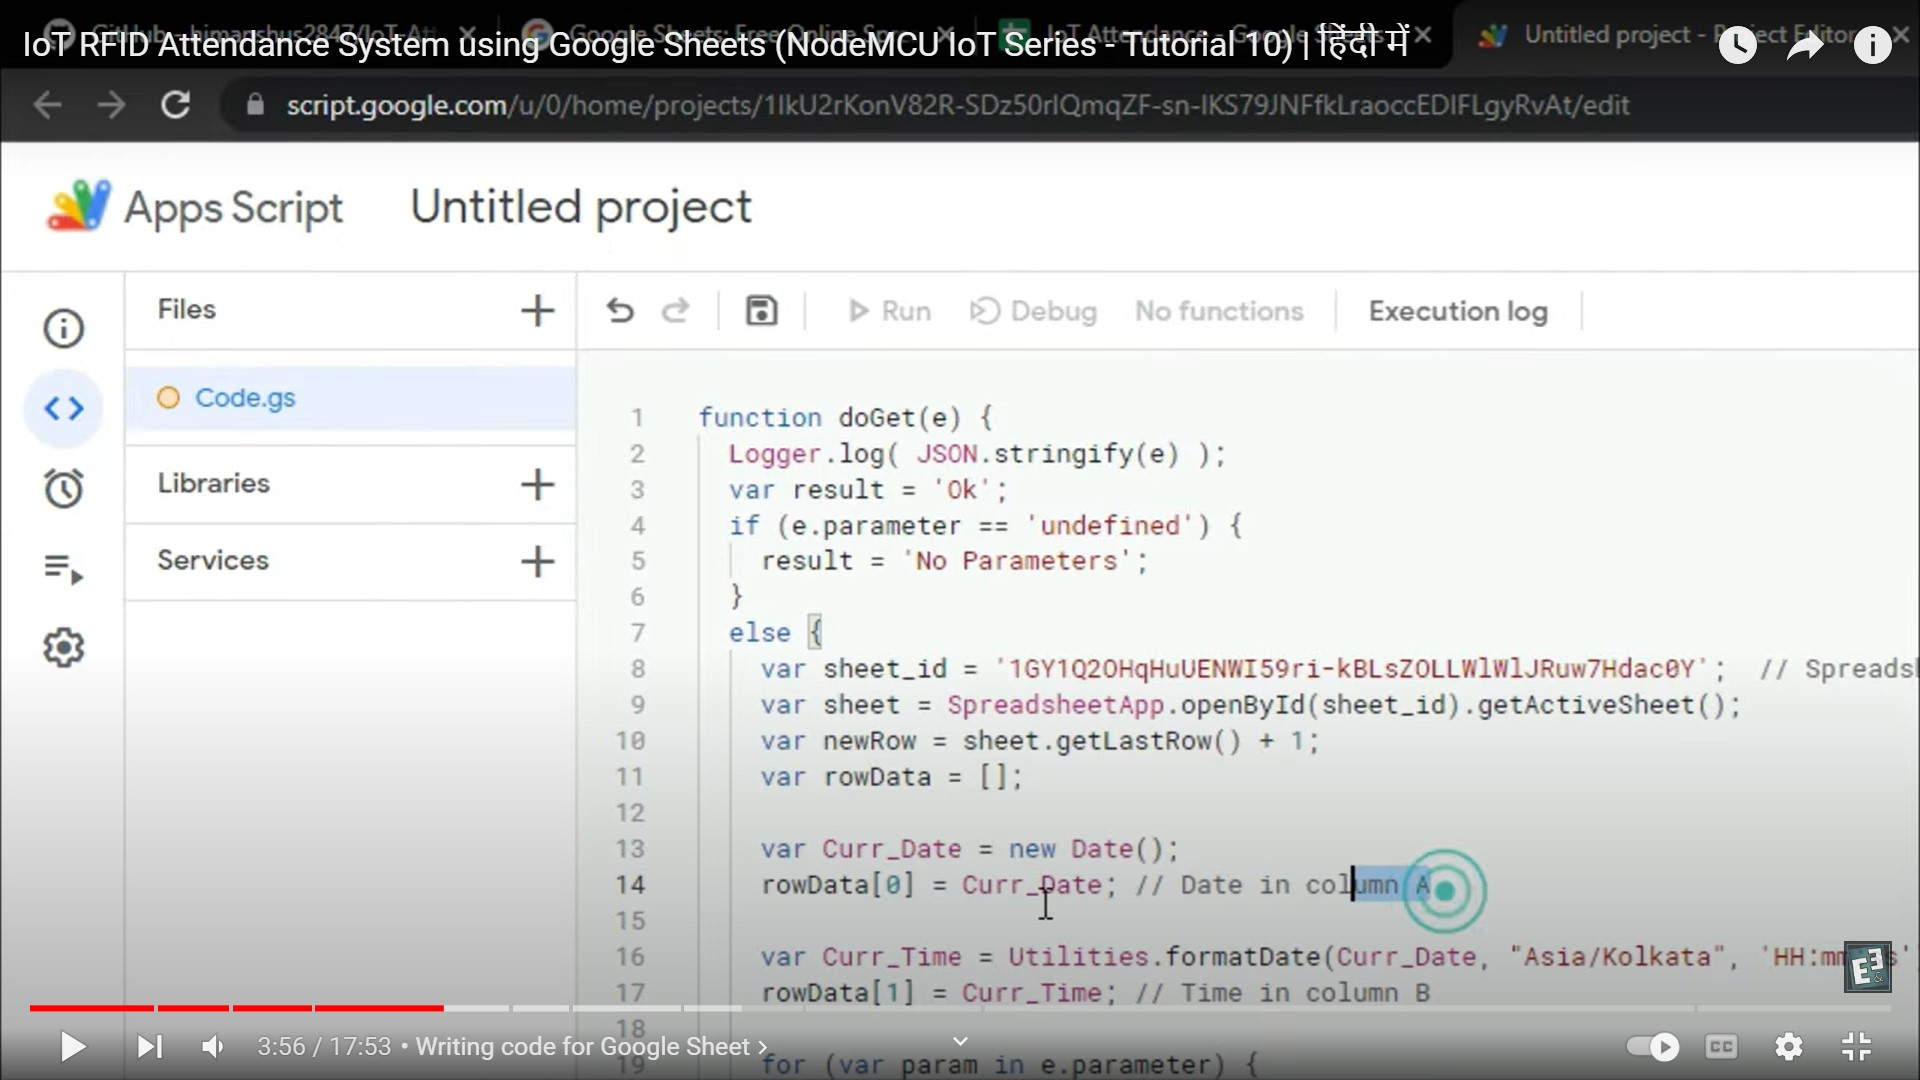 IoT RFID Attendance System using Google Sheets (NodeMCU IoT Series - Tutorial 10) | हिंदी में
Untitled project - Project Editor
script.google.com/u/0/home/projects/1IkU2rKonV82R-SDz50rIQmqZF-sn-IKS79JNFfkLraoccEDIFLgyRvAt/edit
Apps Script Untitled project
Files
Run Debug No functions Execution log
Code.gs
Libraries
Services
1 function doGet(e) {
2 Logger.log( JSON.stringify(e) );
3 var result = 'Ok';
4 if (e.parameter == 'undefined') {
5 result = 'No Parameters';
6 }
7 else {
8 var sheet_id = '1GY1Q2OHqHuUENWI59ri-kBLsZOLLWlWlJRuw7Hdac0Y'; // Spreadsh
9 var sheet = SpreadsheetApp.openById(sheet_id).getActiveSheet();
10 var newRow = sheet.getLastRow() + 1;
11 var rowData = [];
12
13 var Curr_Date = new Date();
14 rowData[0] = Curr_Date; // Date in column A
15
16 var Curr_Time = Utilities.formatDate(Curr_Date, "Asia/Kolkata", 'HH:mm
17 rowData[1] = Curr_Time; // Time in column B
18
19 for (var param in e.parameter) {
3:56 / 17:53 • Writing code for Google Sheet
CC